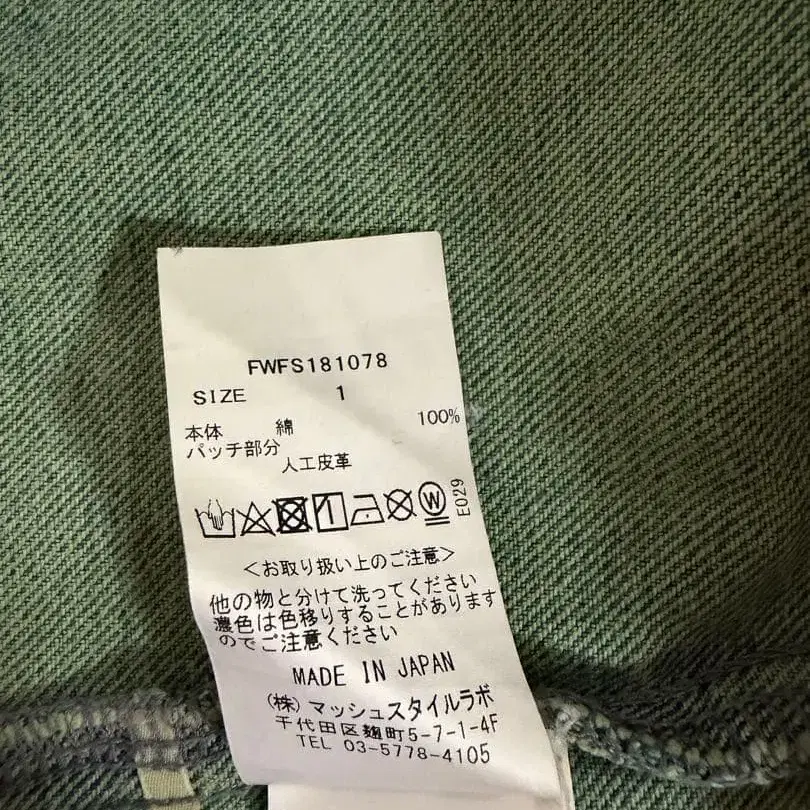 FWFS181078
SIZE 1
本体 綿 100%
パッチ部分
人工皮革
W E029
<お取り扱い上のご注意>
他の物と分けて洗ってください
濃色は色移りすることがあります
のでご注意ください
MADE IN JAPAN
(株)マッシュスタイルラボ
千代田区麹町5-7-1-4F
TEL 03-5778-4105